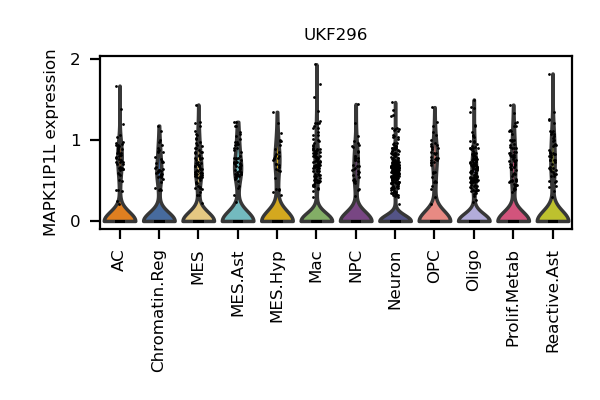 UKF296
MAPK1IP1L expression
2
1
0
AC
Chromatin.Reg
MES
MES.Ast
MES.Hyp
Mac
NPC
Neuron
OPC
Oligo
Prolif.Metab
Reactive.Ast